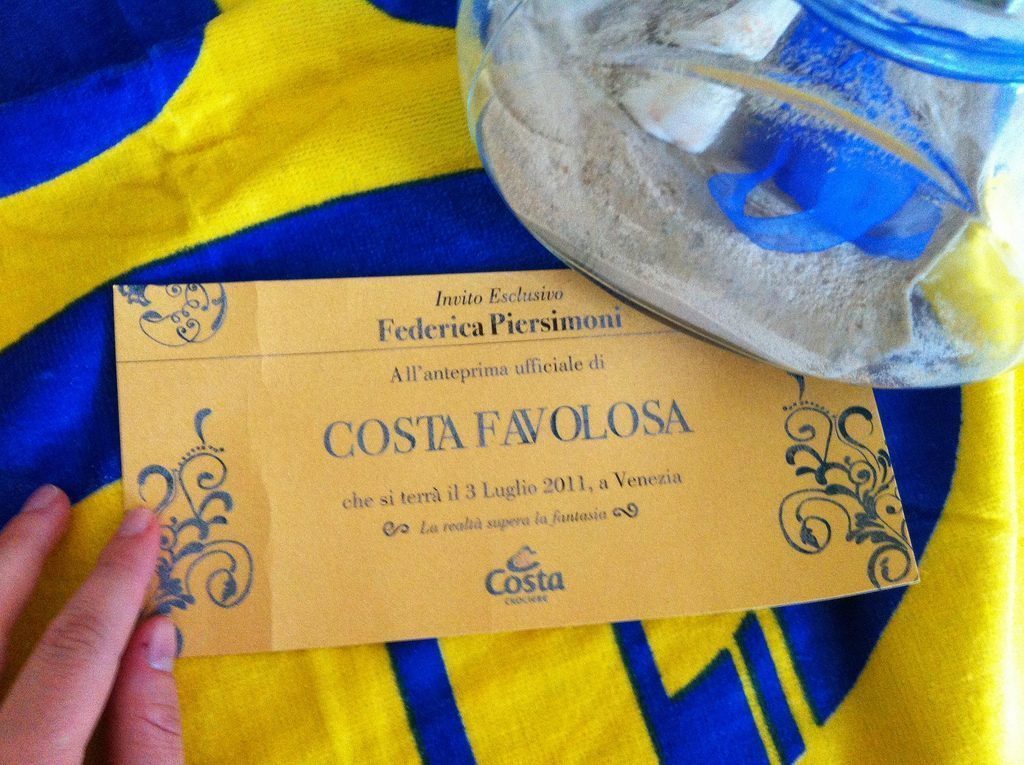 Invito Esclusivo
Federica Piersimoni
All'anteprima ufficiale di
COSTA FAVOLOSA
che si terrà il 3 Luglio 2011, a Venezia
La realtà supera la fantasia
Costa
CROCIERE